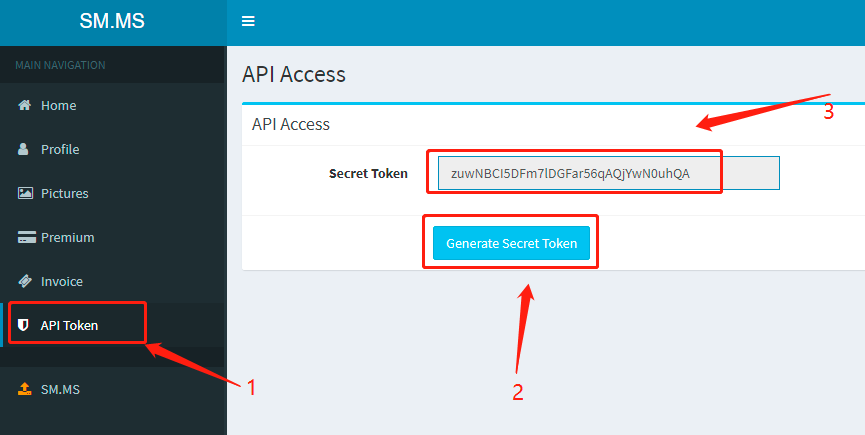 SM.MS
MAIN NAVIGATION
Home
Profile
Pictures
Premium
Invoice
API Token
SM.MS
API Access
API Access
Secret Token
zuwNBCI5DFm7lDGFar56qAQjYwN0uhQA
Generate Secret Token
1
2
3